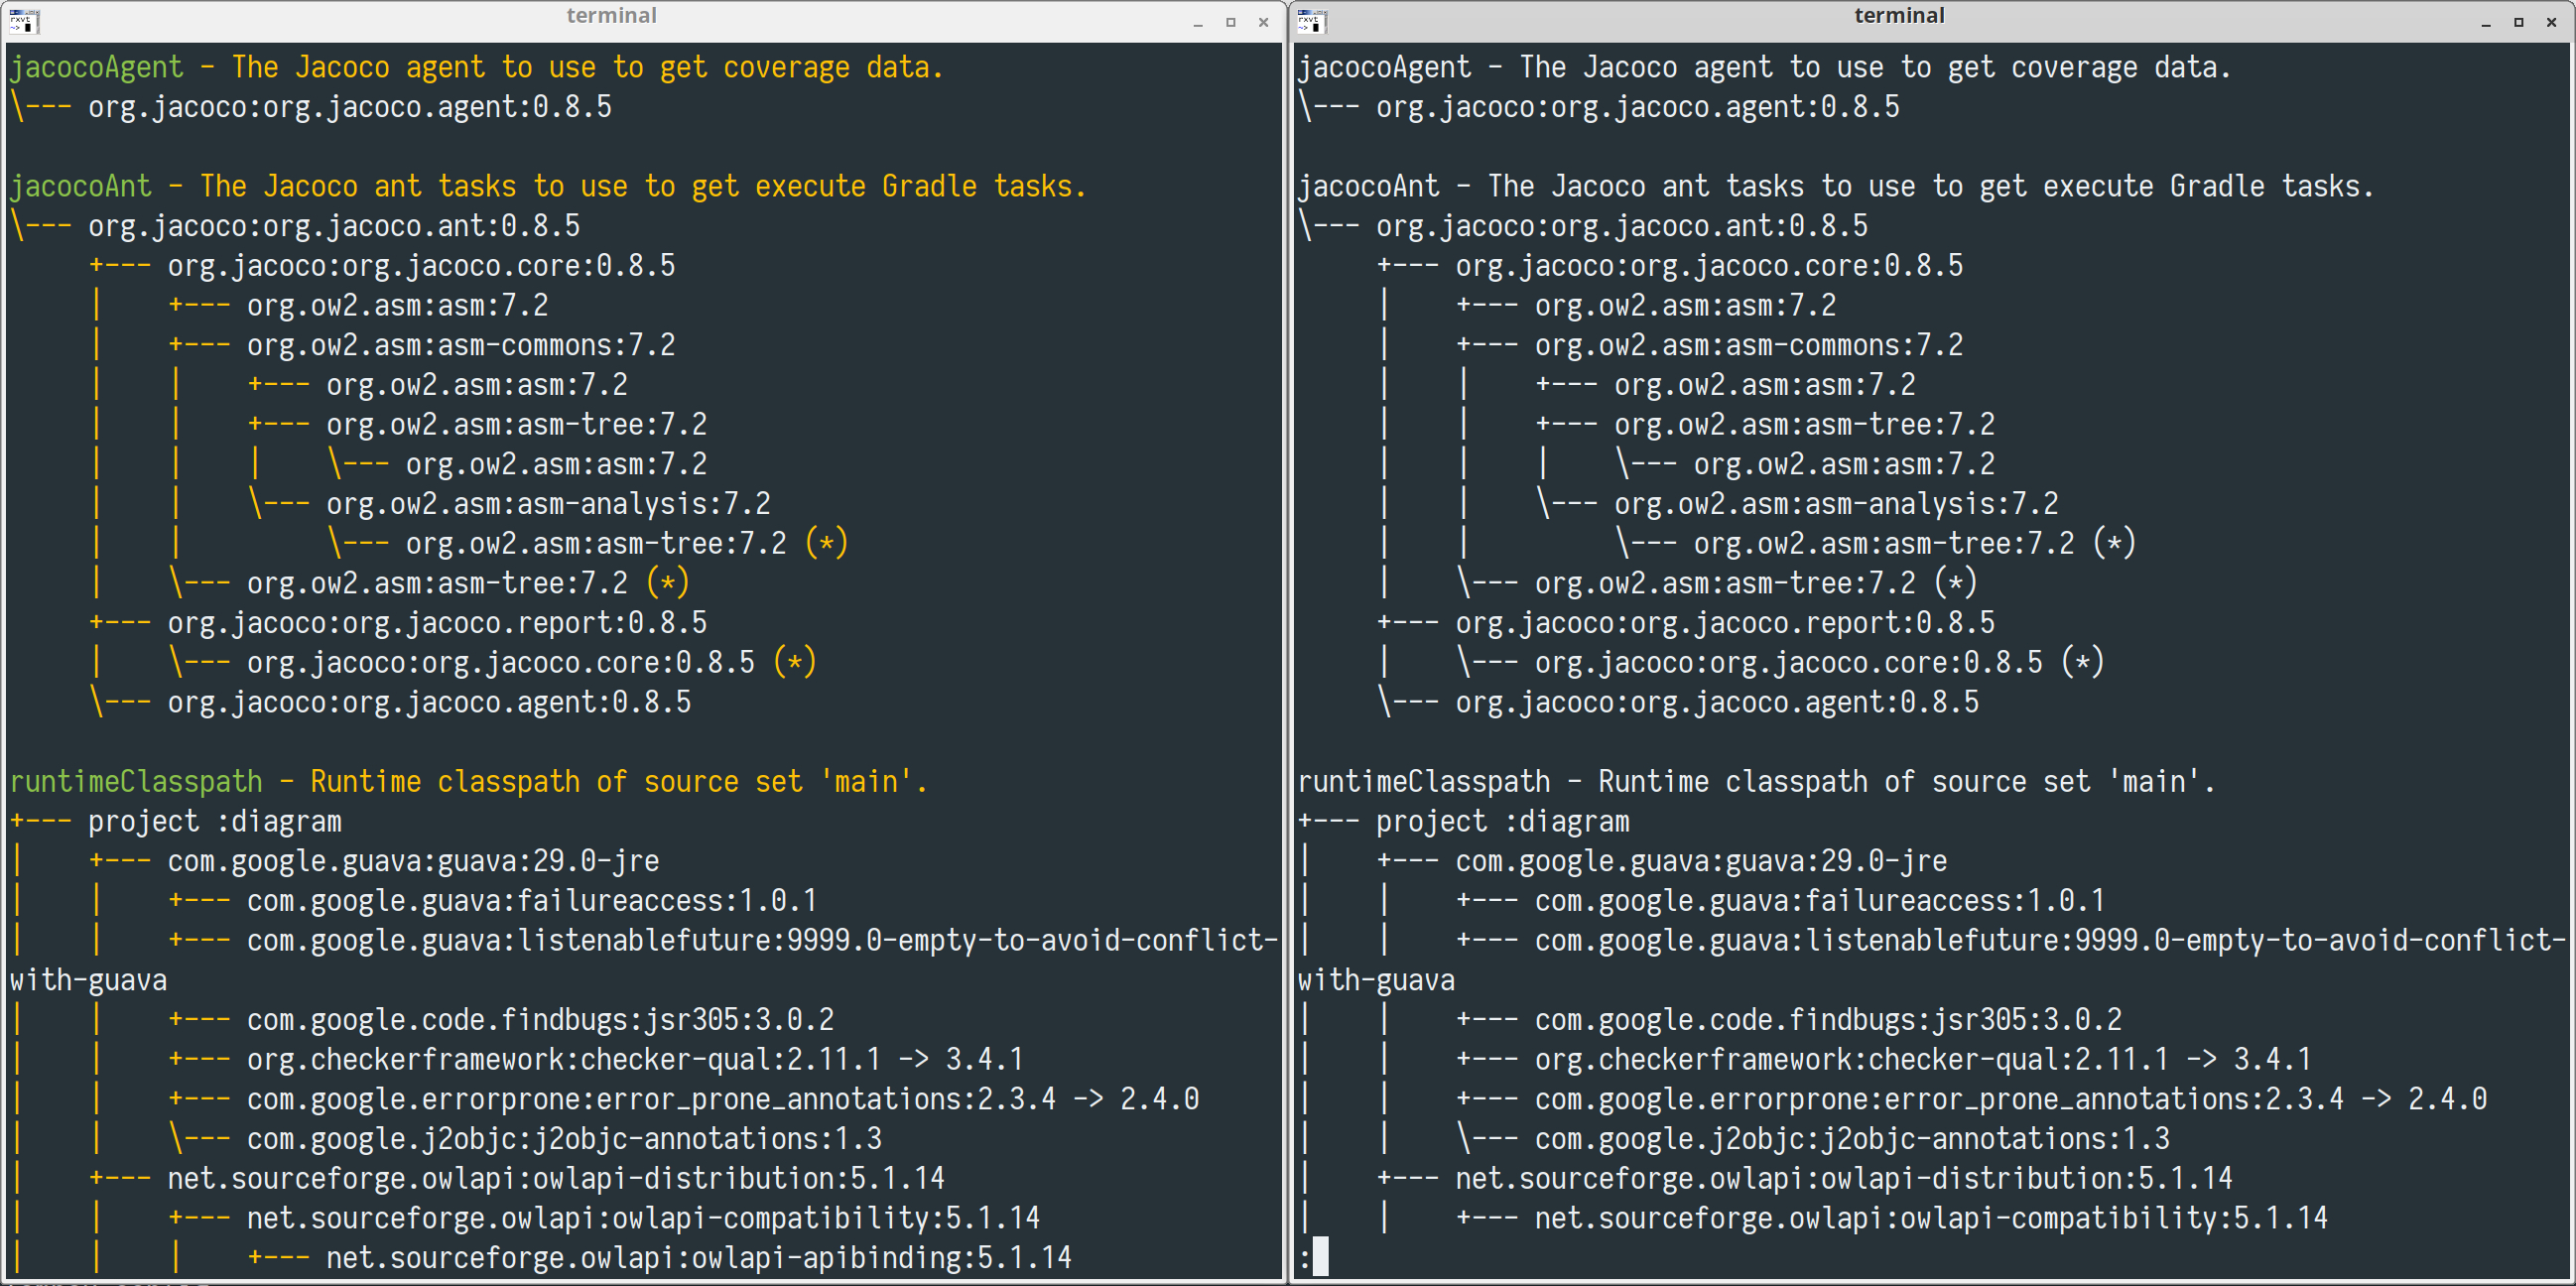 terminal
jacocoAgent - The Jacoco agent to use to get coverage data.
\--- org.jacoco:org.jacoco.agent:0.8.5
jacocoAnt - The Jacoco ant tasks to use to get execute Gradle tasks.
\--- org.jacoco:org.jacoco.ant:0.8.5
     +--- org.jacoco:org.jacoco.core:0.8.5
     |    +--- org.ow2.asm:asm:7.2
     |    +--- org.ow2.asm:asm-commons:7.2
     |    |    +--- org.ow2.asm:asm:7.2
     |    |    +--- org.ow2.asm:asm-tree:7.2
     |    |    |    \--- org.ow2.asm:asm:7.2
     |    |    \--- org.ow2.asm:asm-analysis:7.2
     |    |         \--- org.ow2.asm:asm-tree:7.2 (*)
     |    \--- org.ow2.asm:asm-tree:7.2 (*)
     +--- org.jacoco:org.jacoco.report:0.8.5
     |    \--- org.jacoco:org.jacoco.core:0.8.5 (*)
     \--- org.jacoco:org.jacoco.agent:0.8.5
runtimeClasspath - Runtime classpath of source set 'main'.
+--- project :diagram
|    +--- com.google.guava:guava:29.0-jre
|    |    +--- com.google.guava:failureaccess:1.0.1
|    |    +--- com.google.guava:listenablefuture:9999.0-empty-to-avoid-conflict-
with-guava
|    |    +--- com.google.code.findbugs:jsr305:3.0.2
|    |    +--- org.checkerframework:checker-qual:2.11.1 -> 3.4.1
|    |    +--- com.google.errorprone:error_prone_annotations:2.3.4 -> 2.4.0
|    |    \--- com.google.j2objc:j2objc-annotations:1.3
|    +--- net.sourceforge.owlapi:owlapi-distribution:5.1.14
|    |    +--- net.sourceforge.owlapi:owlapi-compatibility:5.1.14
|    |    |    +--- net.sourceforge.owlapi:owlapi-apibinding:5.1.14
terminal
jacocoAgent - The Jacoco agent to use to get coverage data.
\--- org.jacoco:org.jacoco.agent:0.8.5
jacocoAnt - The Jacoco ant tasks to use to get execute Gradle tasks.
\--- org.jacoco:org.jacoco.ant:0.8.5
     +--- org.jacoco:org.jacoco.core:0.8.5
     |    +--- org.ow2.asm:asm:7.2
     |    +--- org.ow2.asm:asm-commons:7.2
     |    |    +--- org.ow2.asm:asm:7.2
     |    |    +--- org.ow2.asm:asm-tree:7.2
     |    |    |    \--- org.ow2.asm:asm:7.2
     |    |    \--- org.ow2.asm:asm-analysis:7.2
     |    |         \--- org.ow2.asm:asm-tree:7.2 (*)
     |    \--- org.ow2.asm:asm-tree:7.2 (*)
     +--- org.jacoco:org.jacoco.report:0.8.5
     |    \--- org.jacoco:org.jacoco.core:0.8.5 (*)
     \--- org.jacoco:org.jacoco.agent:0.8.5
runtimeClasspath - Runtime classpath of source set 'main'.
+--- project :diagram
|    +--- com.google.guava:guava:29.0-jre
|    |    +--- com.google.guava:failureaccess:1.0.1
|    |    +--- com.google.guava:listenablefuture:9999.0-empty-to-avoid-conflict-
with-guava
|    |    +--- com.google.code.findbugs:jsr305:3.0.2
|    |    +--- org.checkerframework:checker-qual:2.11.1 -> 3.4.1
|    |    +--- com.google.errorprone:error_prone_annotations:2.3.4 -> 2.4.0
|    |    \--- com.google.j2objc:j2objc-annotations:1.3
|    +--- net.sourceforge.owlapi:owlapi-distribution:5.1.14
|    |    +--- net.sourceforge.owlapi:owlapi-compatibility:5.1.14
: